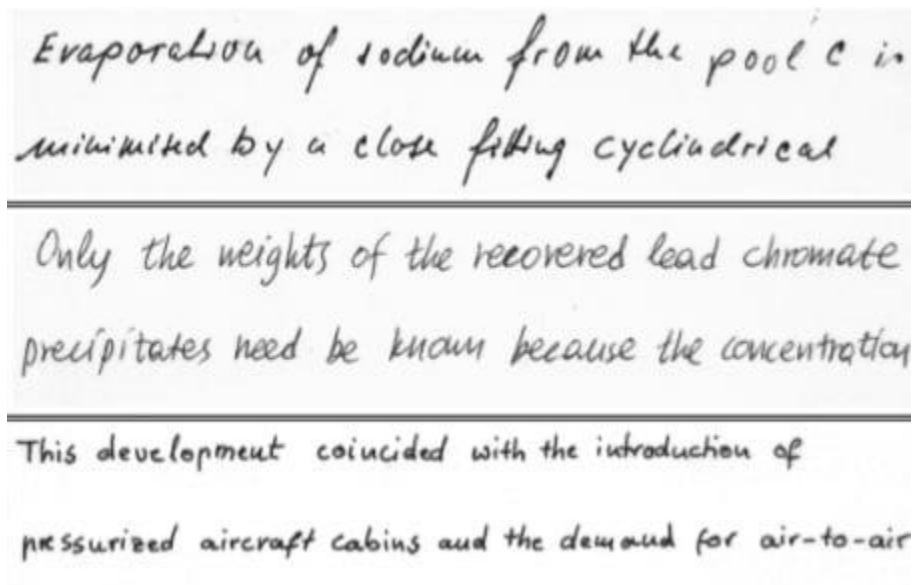 Evaporation of sodium from the pool C is
minimised by a close fitting cyclindrical
Only the weights of the recovered lead chromate
precipitates need be known because the concentration
This development coincided with the introduction of
pressurized aircraft cabins and the demand for air-to-air